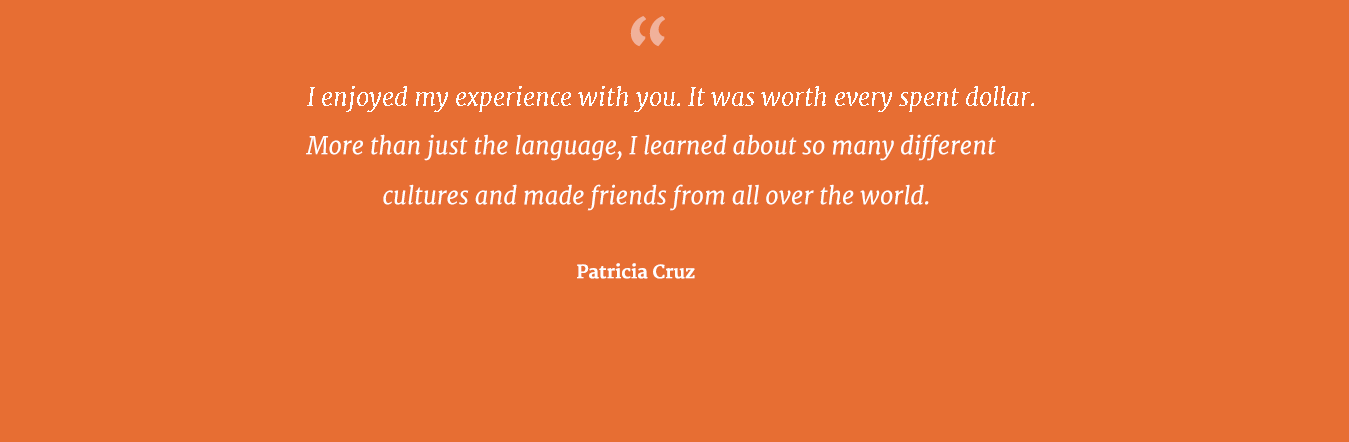 “
I enjoyed my experience with you. It was worth every spent dollar.
More than just the language, I learned about so many different
cultures and made friends from all over the world.
Patricia Cruz